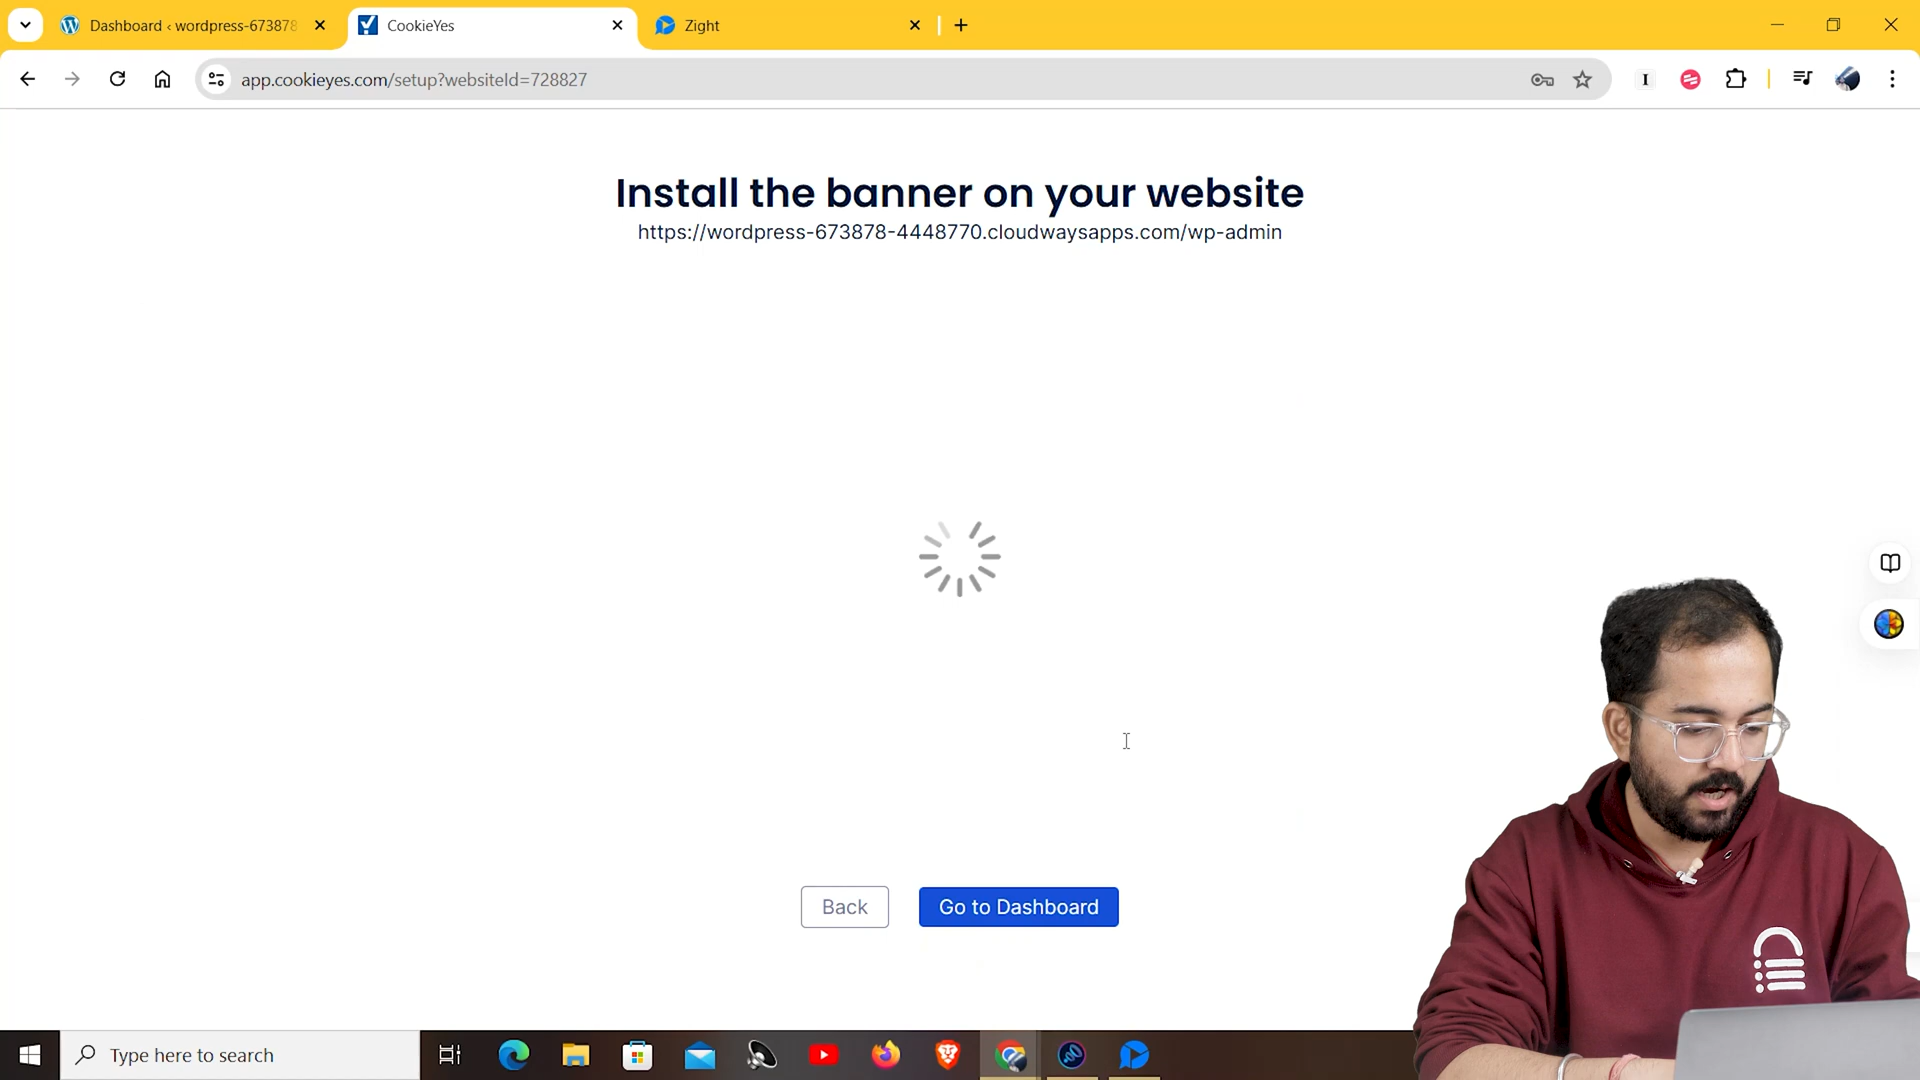 Dashboard ‹ wordpress-673878
CookieYes
Zight
app.cookieyes.com/setup?websiteId=728827
Install the banner on your website
https://wordpress-673878-4448770.cloudwaysapps.com/wp-admin
Back
Go to Dashboard
Type here to search